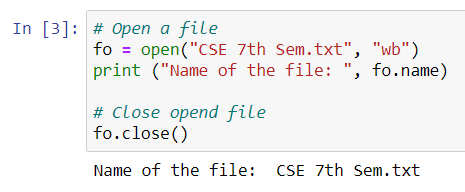 In [3]: # Open a file
fo = open("CSE 7th Sem.txt", "wb")
print ("Name of the file: ", fo.name)
# Close opend file
fo.close()
Name of the file:  CSE 7th Sem.txt